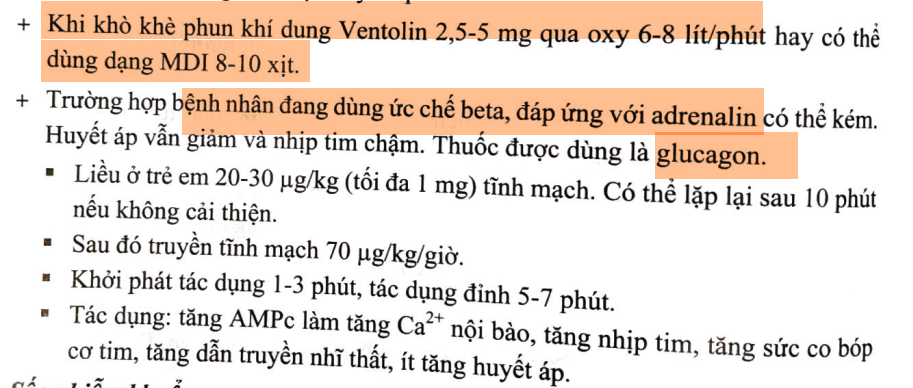 + Khi khò khè phun khí dung Ventolin 2,5-5 mg qua oxy 6-8 lít/phút hay có thể
dùng dạng MDI 8-10 xịt.
+ Trường hợp bệnh nhân đang dùng ức chế beta, đáp ứng với adrenalin có thể kém.
Huyết áp vẫn giảm và nhịp tim chậm. Thuốc được dùng là glucagon.
▪ Liều ở trẻ em 20-30 µg/kg (tối đa 1 mg) tĩnh mạch. Có thể lặp lại sau 10 phút
nếu không cải thiện.
▪ Sau đó truyền tĩnh mạch 70 µg/kg/giờ.
▪ Khởi phát tác dụng 1-3 phút, tác dụng đỉnh 5-7 phút.
▪ Tác dụng: tăng AMPc làm tăng Ca²⁺ nội bào, tăng nhịp tim, tăng sức co bóp
cơ tim, tăng dẫn truyền nhĩ thất, ít tăng huyết áp.